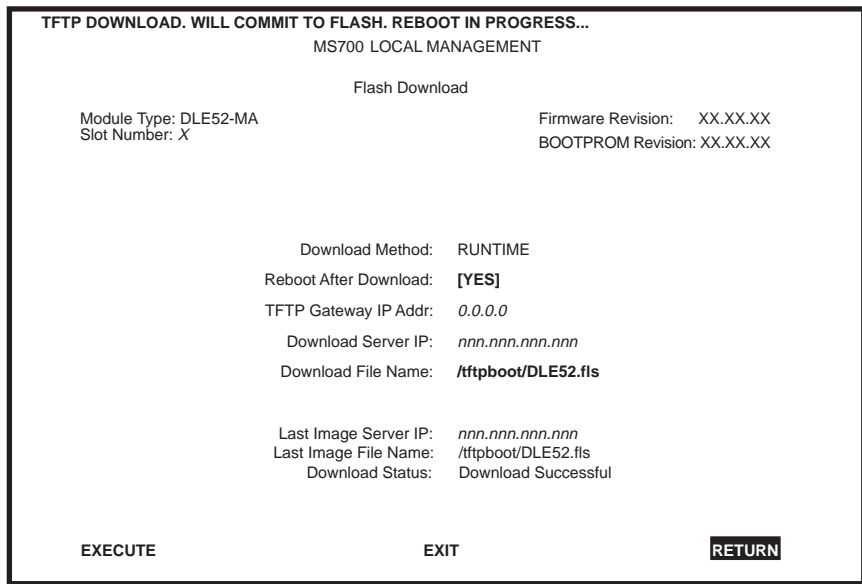 TFTP DOWNLOAD. WILL COMMIT TO FLASH. REBOOT IN PROGRESS...
MS700 LOCAL MANAGEMENT
Flash Download
Module Type: DLE52-MA
Firmware Revision: XX.XX.XX
Slot Number: X
BOOTPROM Revision: XX.XX.XX
Download Method: RUNTIME
Reboot After Download: [YES]
TFTP Gateway IP Addr: 0.0.0.0
Download Server IP: nnn.nnn.nnn.nnn
Download File Name: /tftpboot/DLE52.fls
Last Image Server IP: nnn.nnn.nnn.nnn
Last Image File Name: /tftpboot/DLE52.fls
Download Status: Download Successful
EXECUTE EXIT RETURN